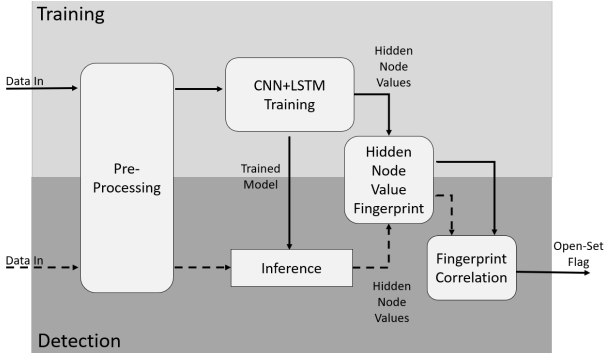 Training
Data In
Pre-
Processing
CNN+LSTM
Training
Hidden
Node
Values
Trained
Model
Hidden
Node
Value
Fingerprint
Data In
Inference
Hidden
Node
Values
Fingerprint
Correlation
Open-Set
Flag
Detection